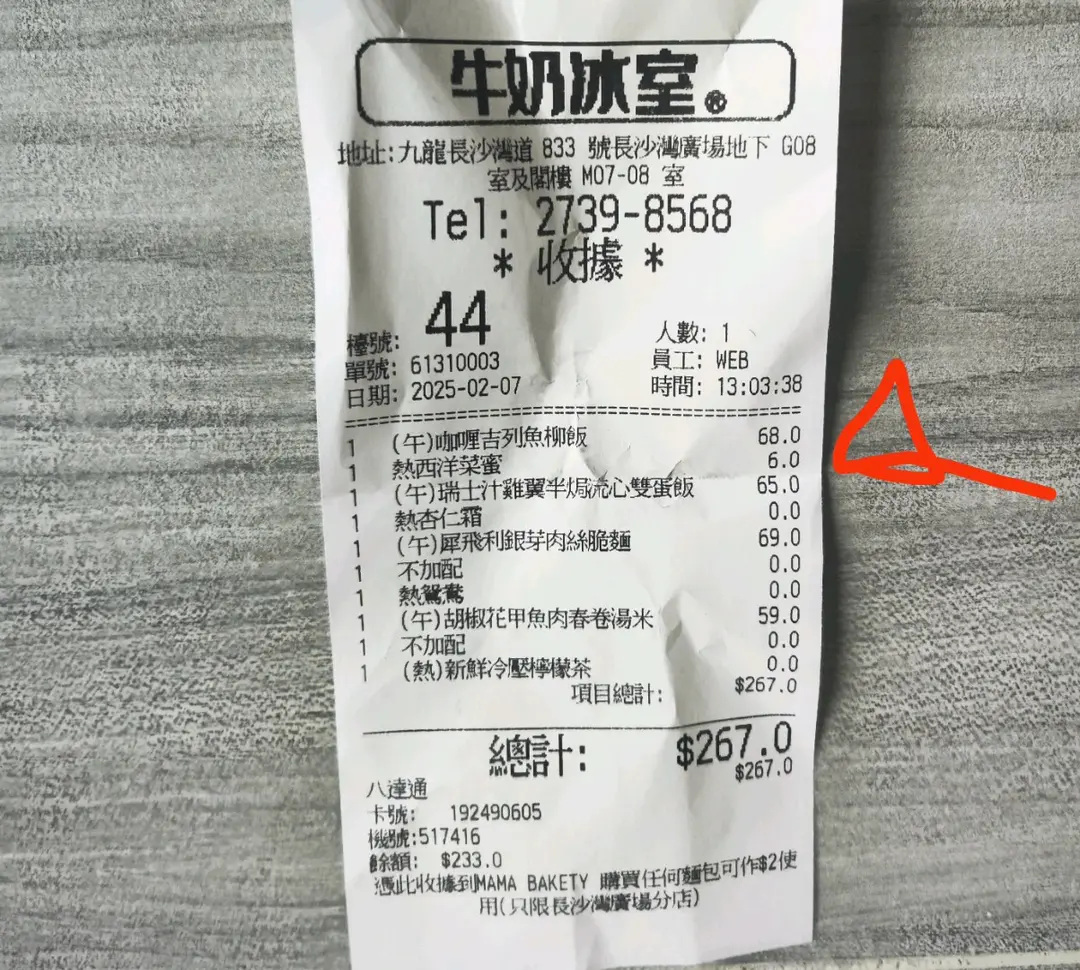 牛奶冰室®
地址:九龍長沙灣道 833 號長沙灣廣場地下 G08
室及閣樓 M07-08 室
Tel: 2739-8568
* 收據 *
檯號: 44 人數: 1
單號: 61310003 員工: WEB
日期: 2025-02-07 時間: 13:03:38
1 (午)咖喱吉列魚柳飯 68.0
1 熱西洋菜蜜 6.0
1 (午)瑞士汁雞翼半焗流心雙蛋飯 65.0
1 熱杏仁霜 0.0
1 (午)犀飛利銀芽肉絲脆麵 69.0
1 不加配 0.0
1 熱鴛鴦 0.0
1 (午)胡椒花甲魚肉春卷湯米 59.0
1 不加配 0.0
1 (熱)新鮮冷壓檸檬茶 0.0
項目總計: $267.0
總計: $267.0
八達通 $267.0
卡號: 192490605
機號:517416
餘額: $233.0
憑此收據到MAMA BAKETY 購買任何麵包可作$2使
用(只限長沙灣廣場分店)